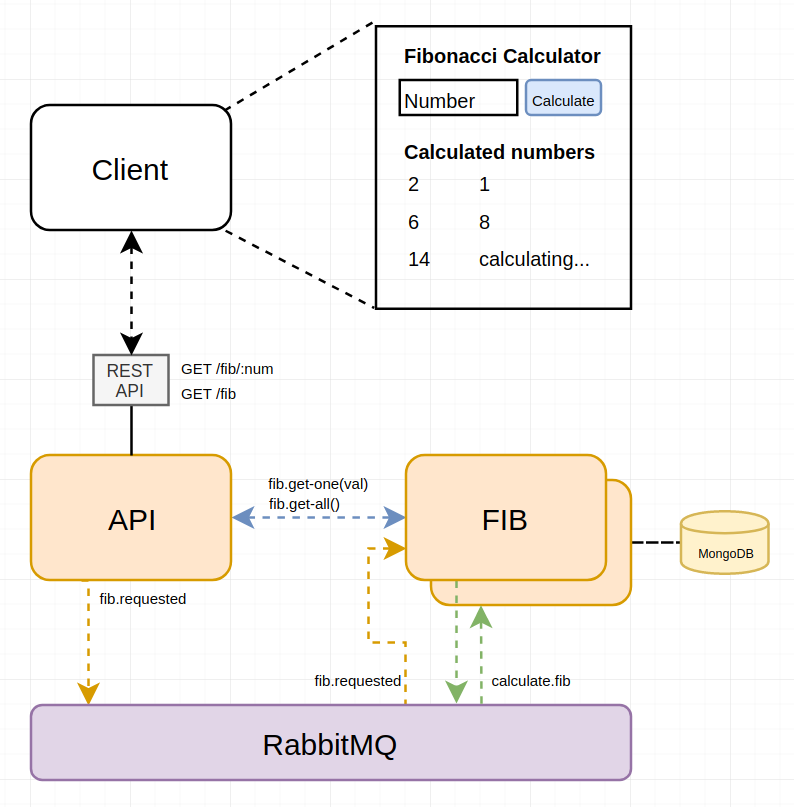 Fibonacci Calculator
Number
Calculate
Calculated numbers
2 1
6 8
14 calculating...
Client
REST
API
GET /fib/:num
GET /fib
API
fib.get-one(val)
fib.get-all()
FIB
MongoDB
fib.requested
fib.requested
calculate.fib
RabbitMQ